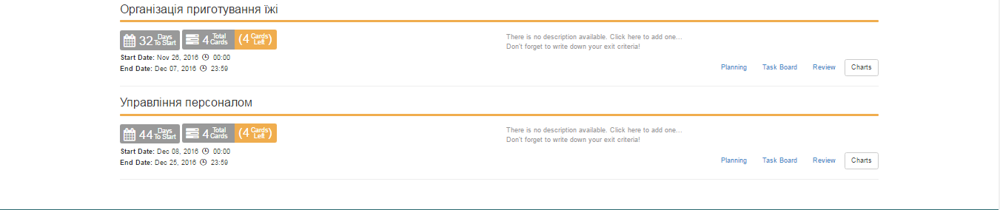 Організація приготування їжі
32 Days To Start 4 Total Cards (4 Cards Left)
There is no description available. Click here to add one...
Don't forget to write down your exit criteria!
Start Date: Nov 26, 2016 00:00
End Date: Dec 07, 2016 23:59
Planning Task Board Review Charts
Управління персоналом
44 Days To Start 4 Total Cards (4 Cards Left)
There is no description available. Click here to add one...
Don't forget to write down your exit criteria!
Start Date: Dec 08, 2016 00:00
End Date: Dec 25, 2016 23:59
Planning Task Board Review Charts